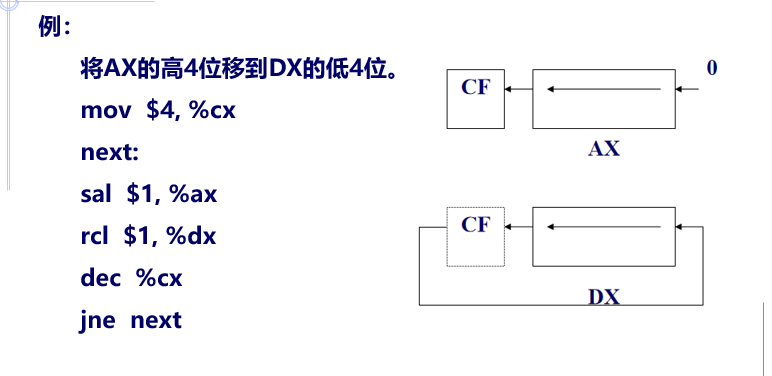 例：
将AX的高4位移到DX的低4位。
mov $4, %cx
next:
sal $1, %ax
rcl $1, %dx
dec %cx
jne next
CF
0
AX
CF
DX